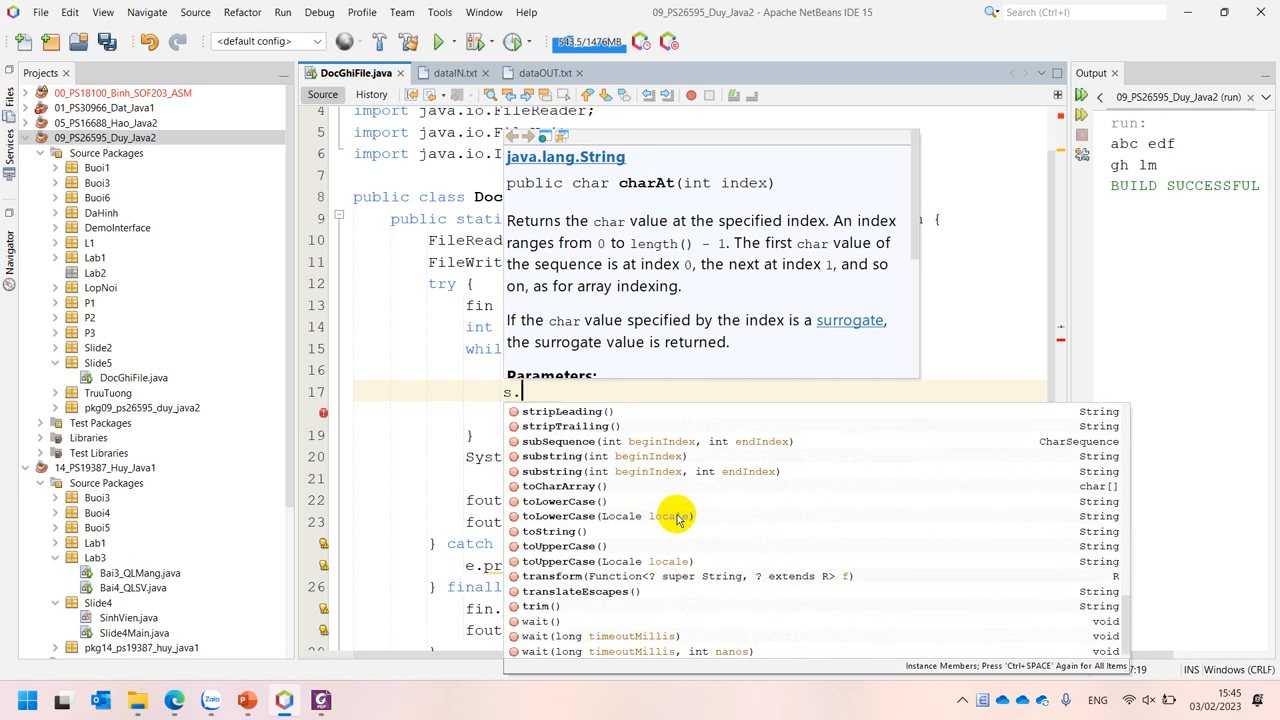 File Edit View Navigate Source Refactor Run Debug Profile Team Tools Window Help
09_PS26595_Duy_Java2 - Apache NetBeans IDE 15
Search (Ctrl+I)
<default config>
543.5/1476MB
Projects
DocGhiFile.java
dataIN.txt
dataOUT.txt
Output
Files
Services
Navigator
00_PS18100_Binh_SOF203_ASM
01_PS30966_Dat_Java1
05_PS16688_Hao_Java2
09_PS26595_Duy_Java2
Source Packages
Buoi1
Buoi3
Buoi6
DaHinh
DemoInterface
L1
Lab1
Lab2
LopNoi
P1
P2
P3
Slide2
Slide5
DocGhiFile.java
TruuTuong
pkg09_ps26595_duy_java2
Test Packages
Libraries
Test Libraries
14_PS19387_Huy_Java1
Source Packages
Buoi3
Buoi4
Buoi5
Lab3
Bai3_QLMang.java
Bai4_QLSV.java
Slide4
SinhVien.java
Slide4Main.java
pkg14_ps19387_huy_java1
Source History
4 import java.io.FileReader;
5 import java.io.F
6 import java.io.I
7
8 public class Doc
9 public stati {
10 FileRead
11 FileWrit
12 try {
13 fin
14 int
15 whil
16
17 s.
19 }
20 Sys
21
22 fout
23 fout
} catch
e.pr
26 } finall
fin.
fout
java.lang.String
public char charAt(int index)
Returns the char value at the specified index. An index
ranges from 0 to length() - 1. The first char value of
the sequence is at index 0, the next at index 1, and so
on, as for array indexing.
If the char value specified by the index is a surrogate,
the surrogate value is returned.
Parameters:
stripLeading() String
stripTrailing() String
subSequence(int beginIndex, int endIndex) CharSequence
substring(int beginIndex) String
substring(int beginIndex, int endIndex) String
toCharArray() char[]
toLowerCase() String
toLowerCase(Locale locale) String
toString() String
toUpperCase() String
toUpperCase(Locale locale) String
transform(Function<? super String, ? extends R> f) R
translateEscapes() String
trim() String
wait() void
wait(long timeoutMillis) void
wait(long timeoutMillis, int nanos) void
Instance Members; Press 'Ctrl+SPACE' Again for All Items
09_PS26595_Duy_Java2 (run)
run:
abc edf
gh lm
BUILD SUCCESSFUL
7:19 INS Windows (CRLF)
Zalo
ENG
15:45
03/02/2023